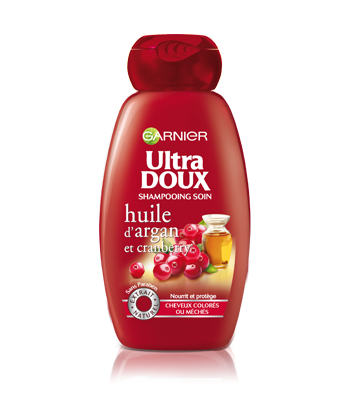 GARNIER
Ultra
DOUX
SHAMPOOING SOIN
huile
d'argan
et cranberry
Sans Paraben
EXTRAIT
NATUREL
Nourrit et protège
CHEVEUX COLORÉS
OU MÉCHÉS